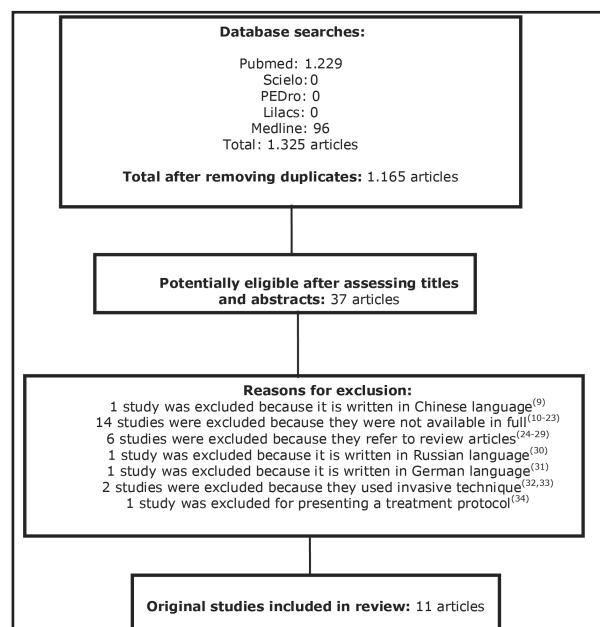 Database searches:
Pubmed: 1.229
Scielo: 0
PEDro: 0
Lilacs: 0
Medline: 96
Total: 1.325 articles
Total after removing duplicates: 1.165 articles
Potentially eligible after assessing titles
and abstracts: 37 articles
Reasons for exclusion:
1 study was excluded because it is written in Chinese language(9)
14 studies were excluded because they were not available in full(10-23)
6 studies were excluded because they refer to review articles(24-29)
1 study was excluded because it is written in Russian language(30)
1 study was excluded because it is written in German language(31)
2 studies were excluded because they used invasive technique(32,33)
1 study was excluded for presenting a treatment protocol(34)
Original studies included in review: 11 articles